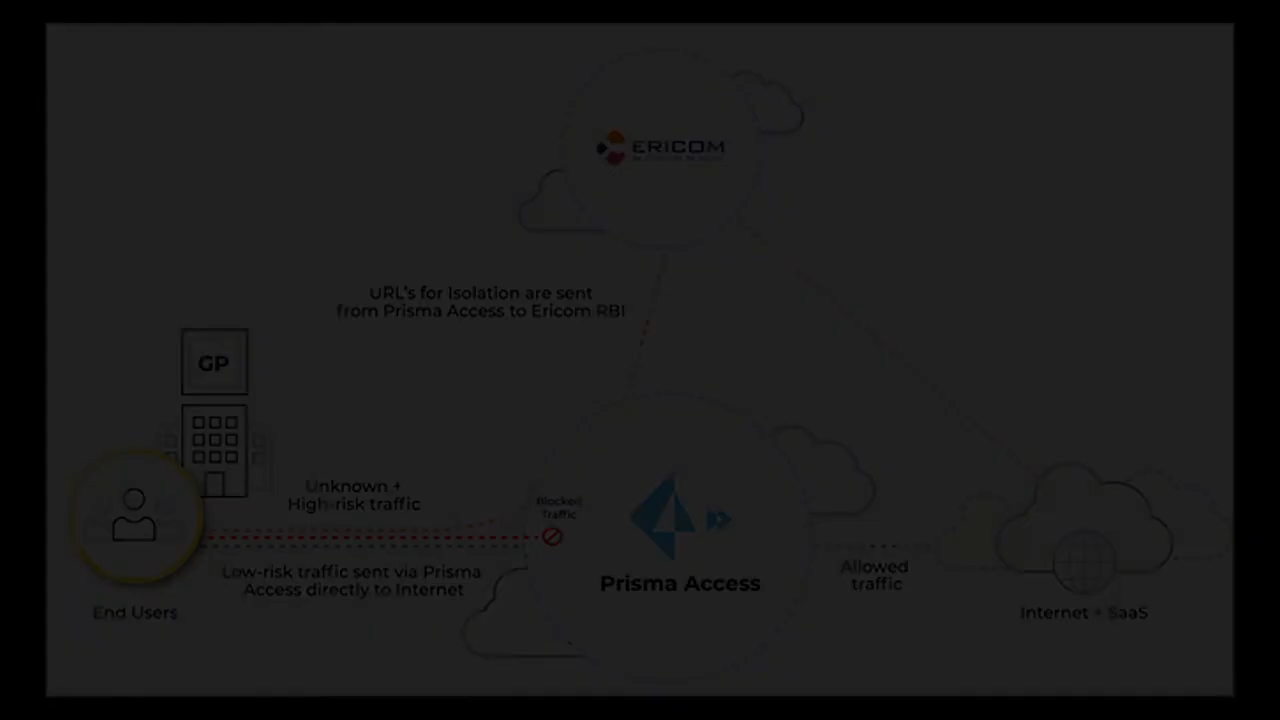 ERICOM
URL's for Isolation are sent
from Prisma Access to Ericom RBI
GP
Unknown +
High-risk traffic
Blocked
Traffic
Low-risk traffic sent via Prisma
Access directly to Internet
Prisma Access
Allowed
traffic
End Users
Internet + SaaS